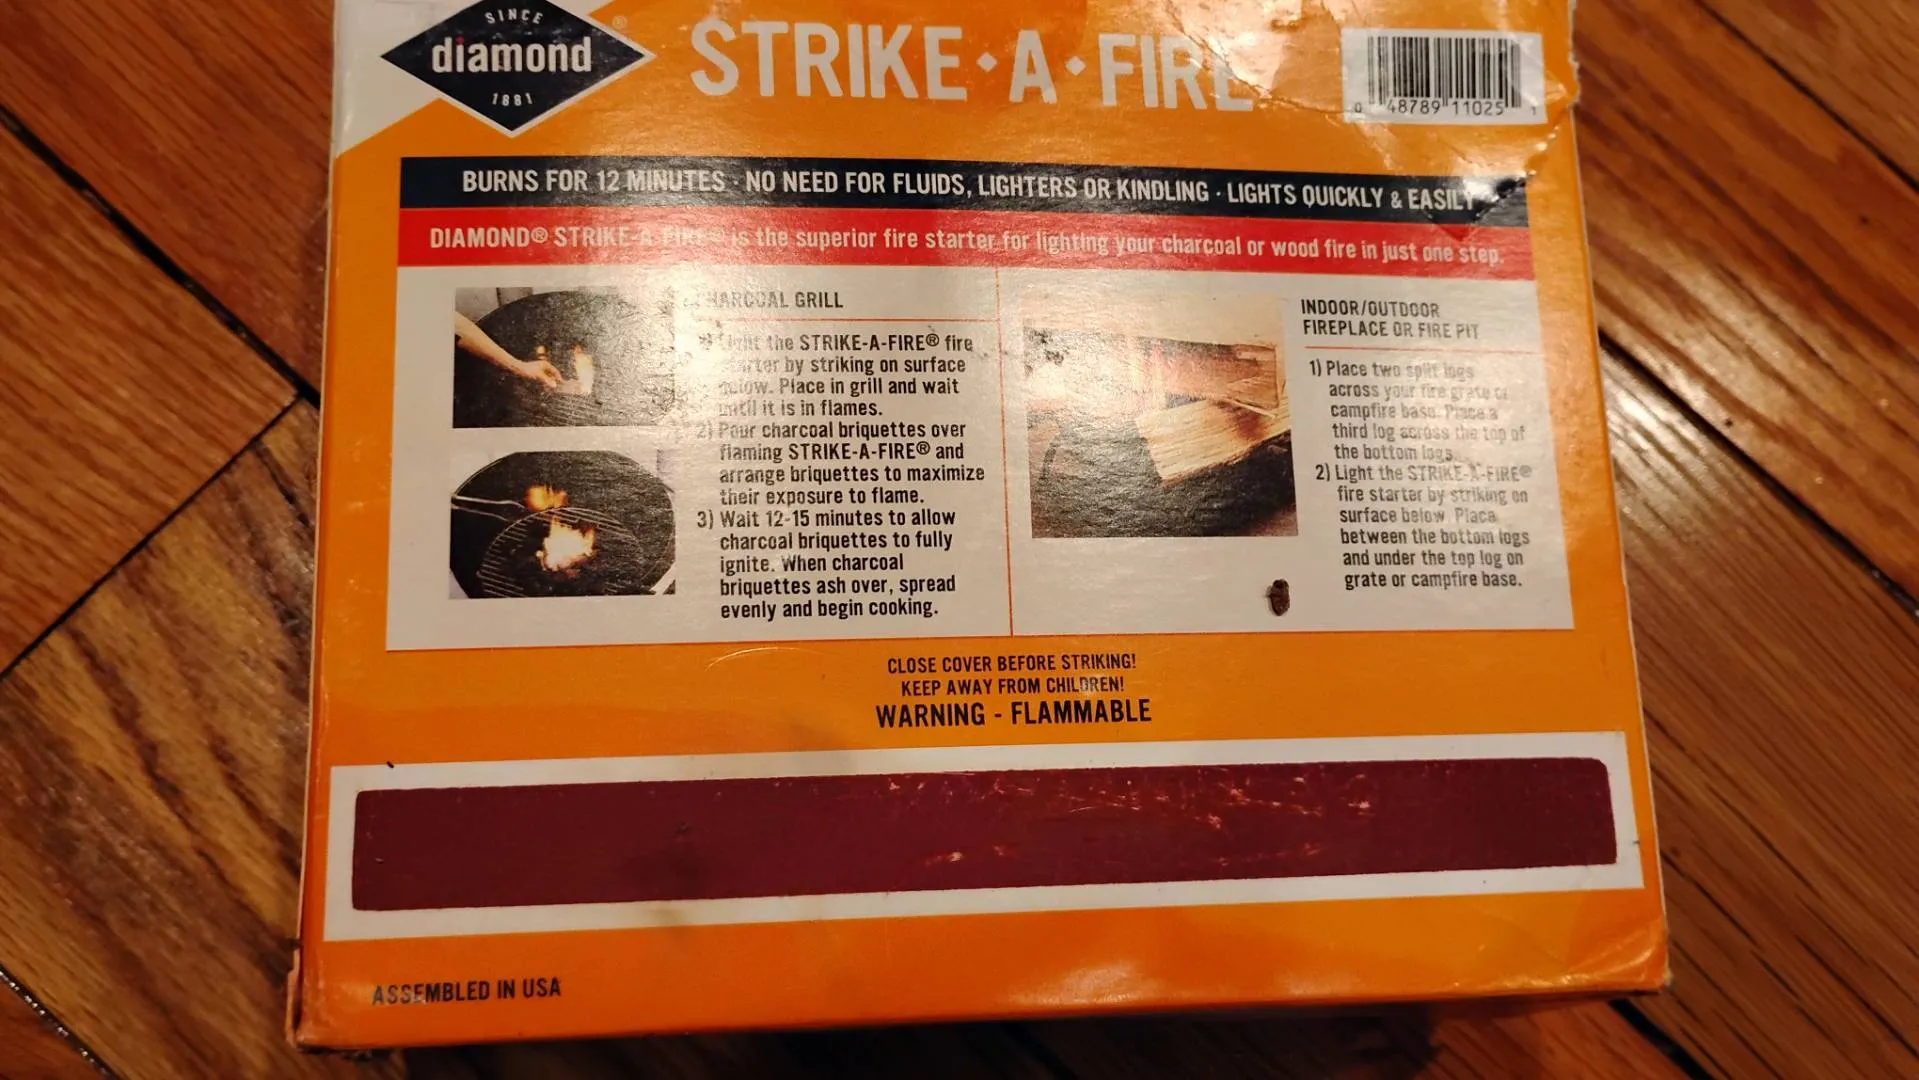 SINCE
diamond
1881
®
STRIKE·A·FIRE
0 48789 11025 1
BURNS FOR 12 MINUTES · NO NEED FOR FLUIDS, LIGHTERS OR KINDLING · LIGHTS QUICKLY & EASILY
DIAMOND® STRIKE-A-FIRE® is the superior fire starter for lighting your charcoal or wood fire in just one step.
CHARCOAL GRILL
1) Light the STRIKE-A-FIRE® fire
starter by striking on surface
below. Place in grill and wait
until it is in flames.
2) Pour charcoal briquettes over
flaming STRIKE-A-FIRE® and
arrange briquettes to maximize
their exposure to flame.
3) Wait 12-15 minutes to allow
charcoal briquettes to fully
ignite. When charcoal
briquettes ash over, spread
evenly and begin cooking.
INDOOR/OUTDOOR
FIREPLACE OR FIRE PIT
1) Place two split logs
across your fire grate or
campfire base. Place a
third log across the top of
the bottom logs.
2) Light the STRIKE-A-FIRE®
fire starter by striking on
surface below. Place
between the bottom logs
and under the top log on
grate or campfire base.
CLOSE COVER BEFORE STRIKING!
KEEP AWAY FROM CHILDREN!
WARNING - FLAMMABLE
ASSEMBLED IN USA